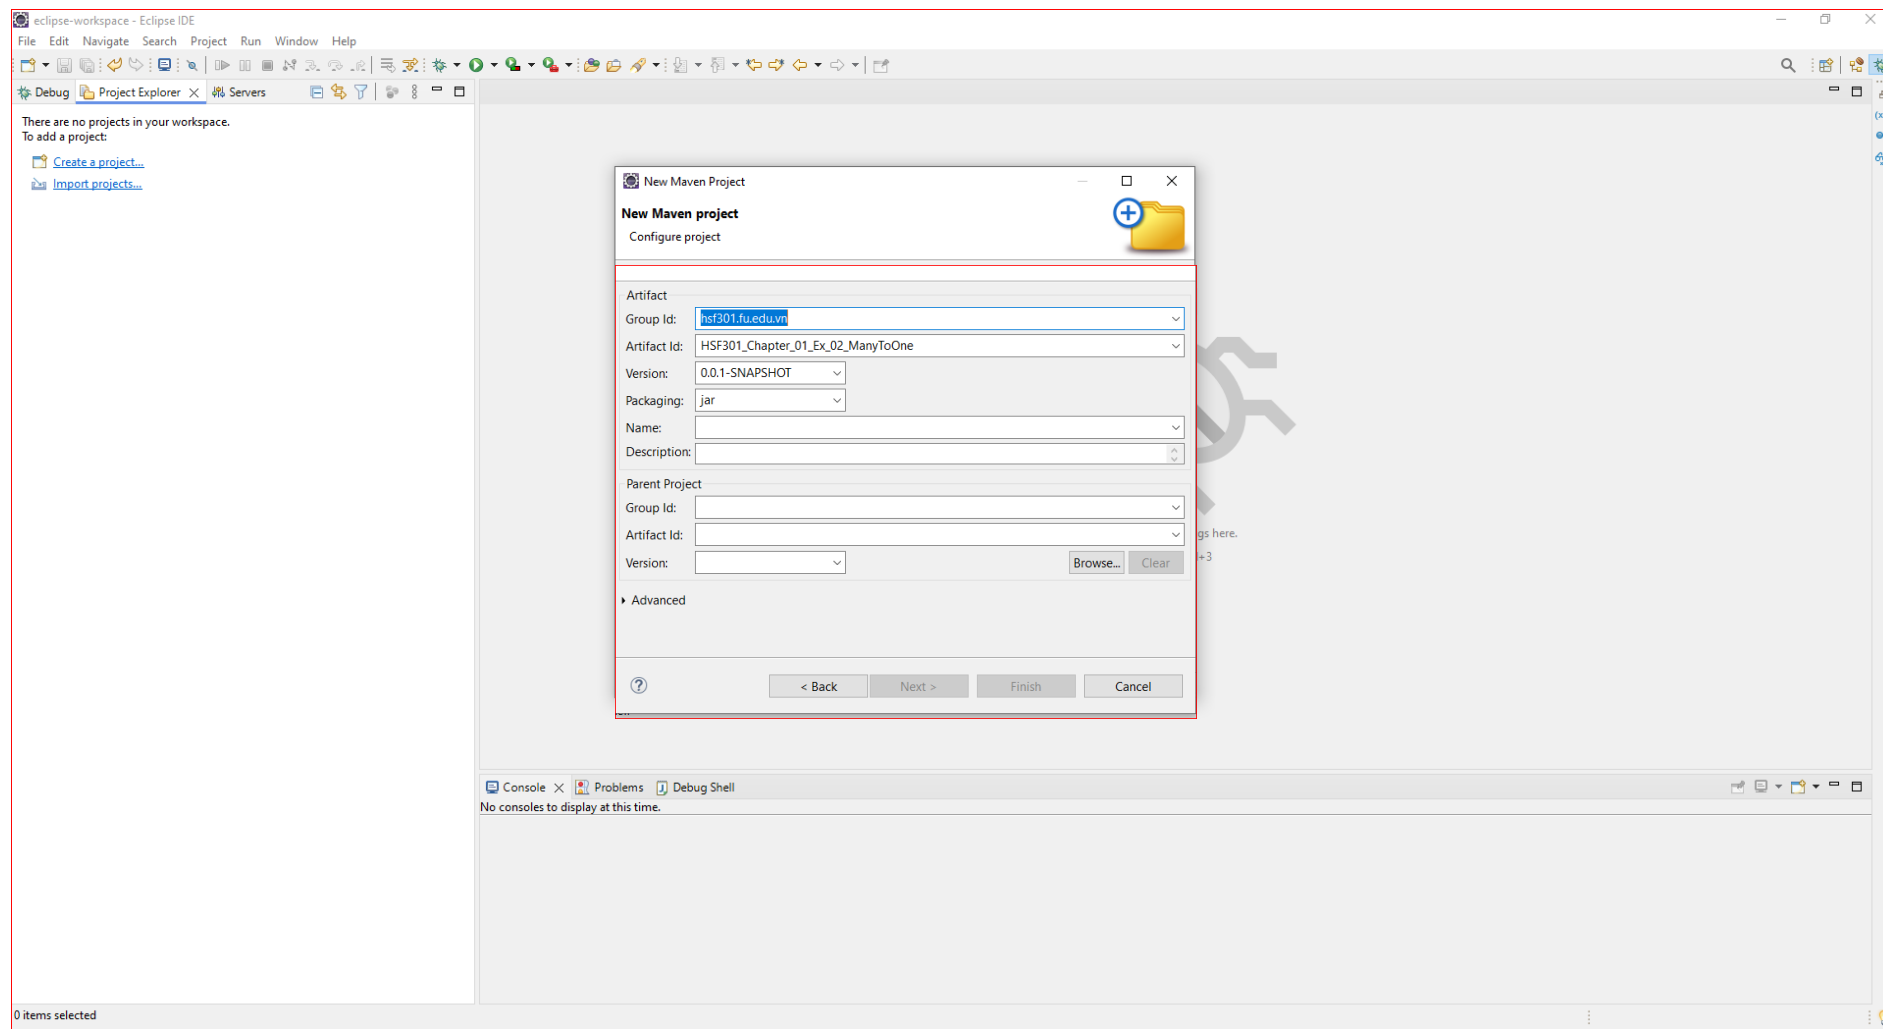 eclipse-workspace - Eclipse IDE
File Edit Navigate Search Project Run Window Help
Debug Project Explorer Servers
There are no projects in your workspace.
To add a project:
Create a project...
Import projects...
New Maven Project
New Maven project
Configure project
Artifact
Group Id: hsf301.fu.edu.vn
Artifact Id: HSF301_Chapter_01_Ex_02_ManyToOne
Version: 0.0.1-SNAPSHOT
Packaging: jar
Name:
Description:
Parent Project
Group Id:
Artifact Id:
Version:
Browse... Clear
Advanced
gs here.
+3
< Back Next > Finish Cancel
Console Problems Debug Shell
No consoles to display at this time.
0 items selected